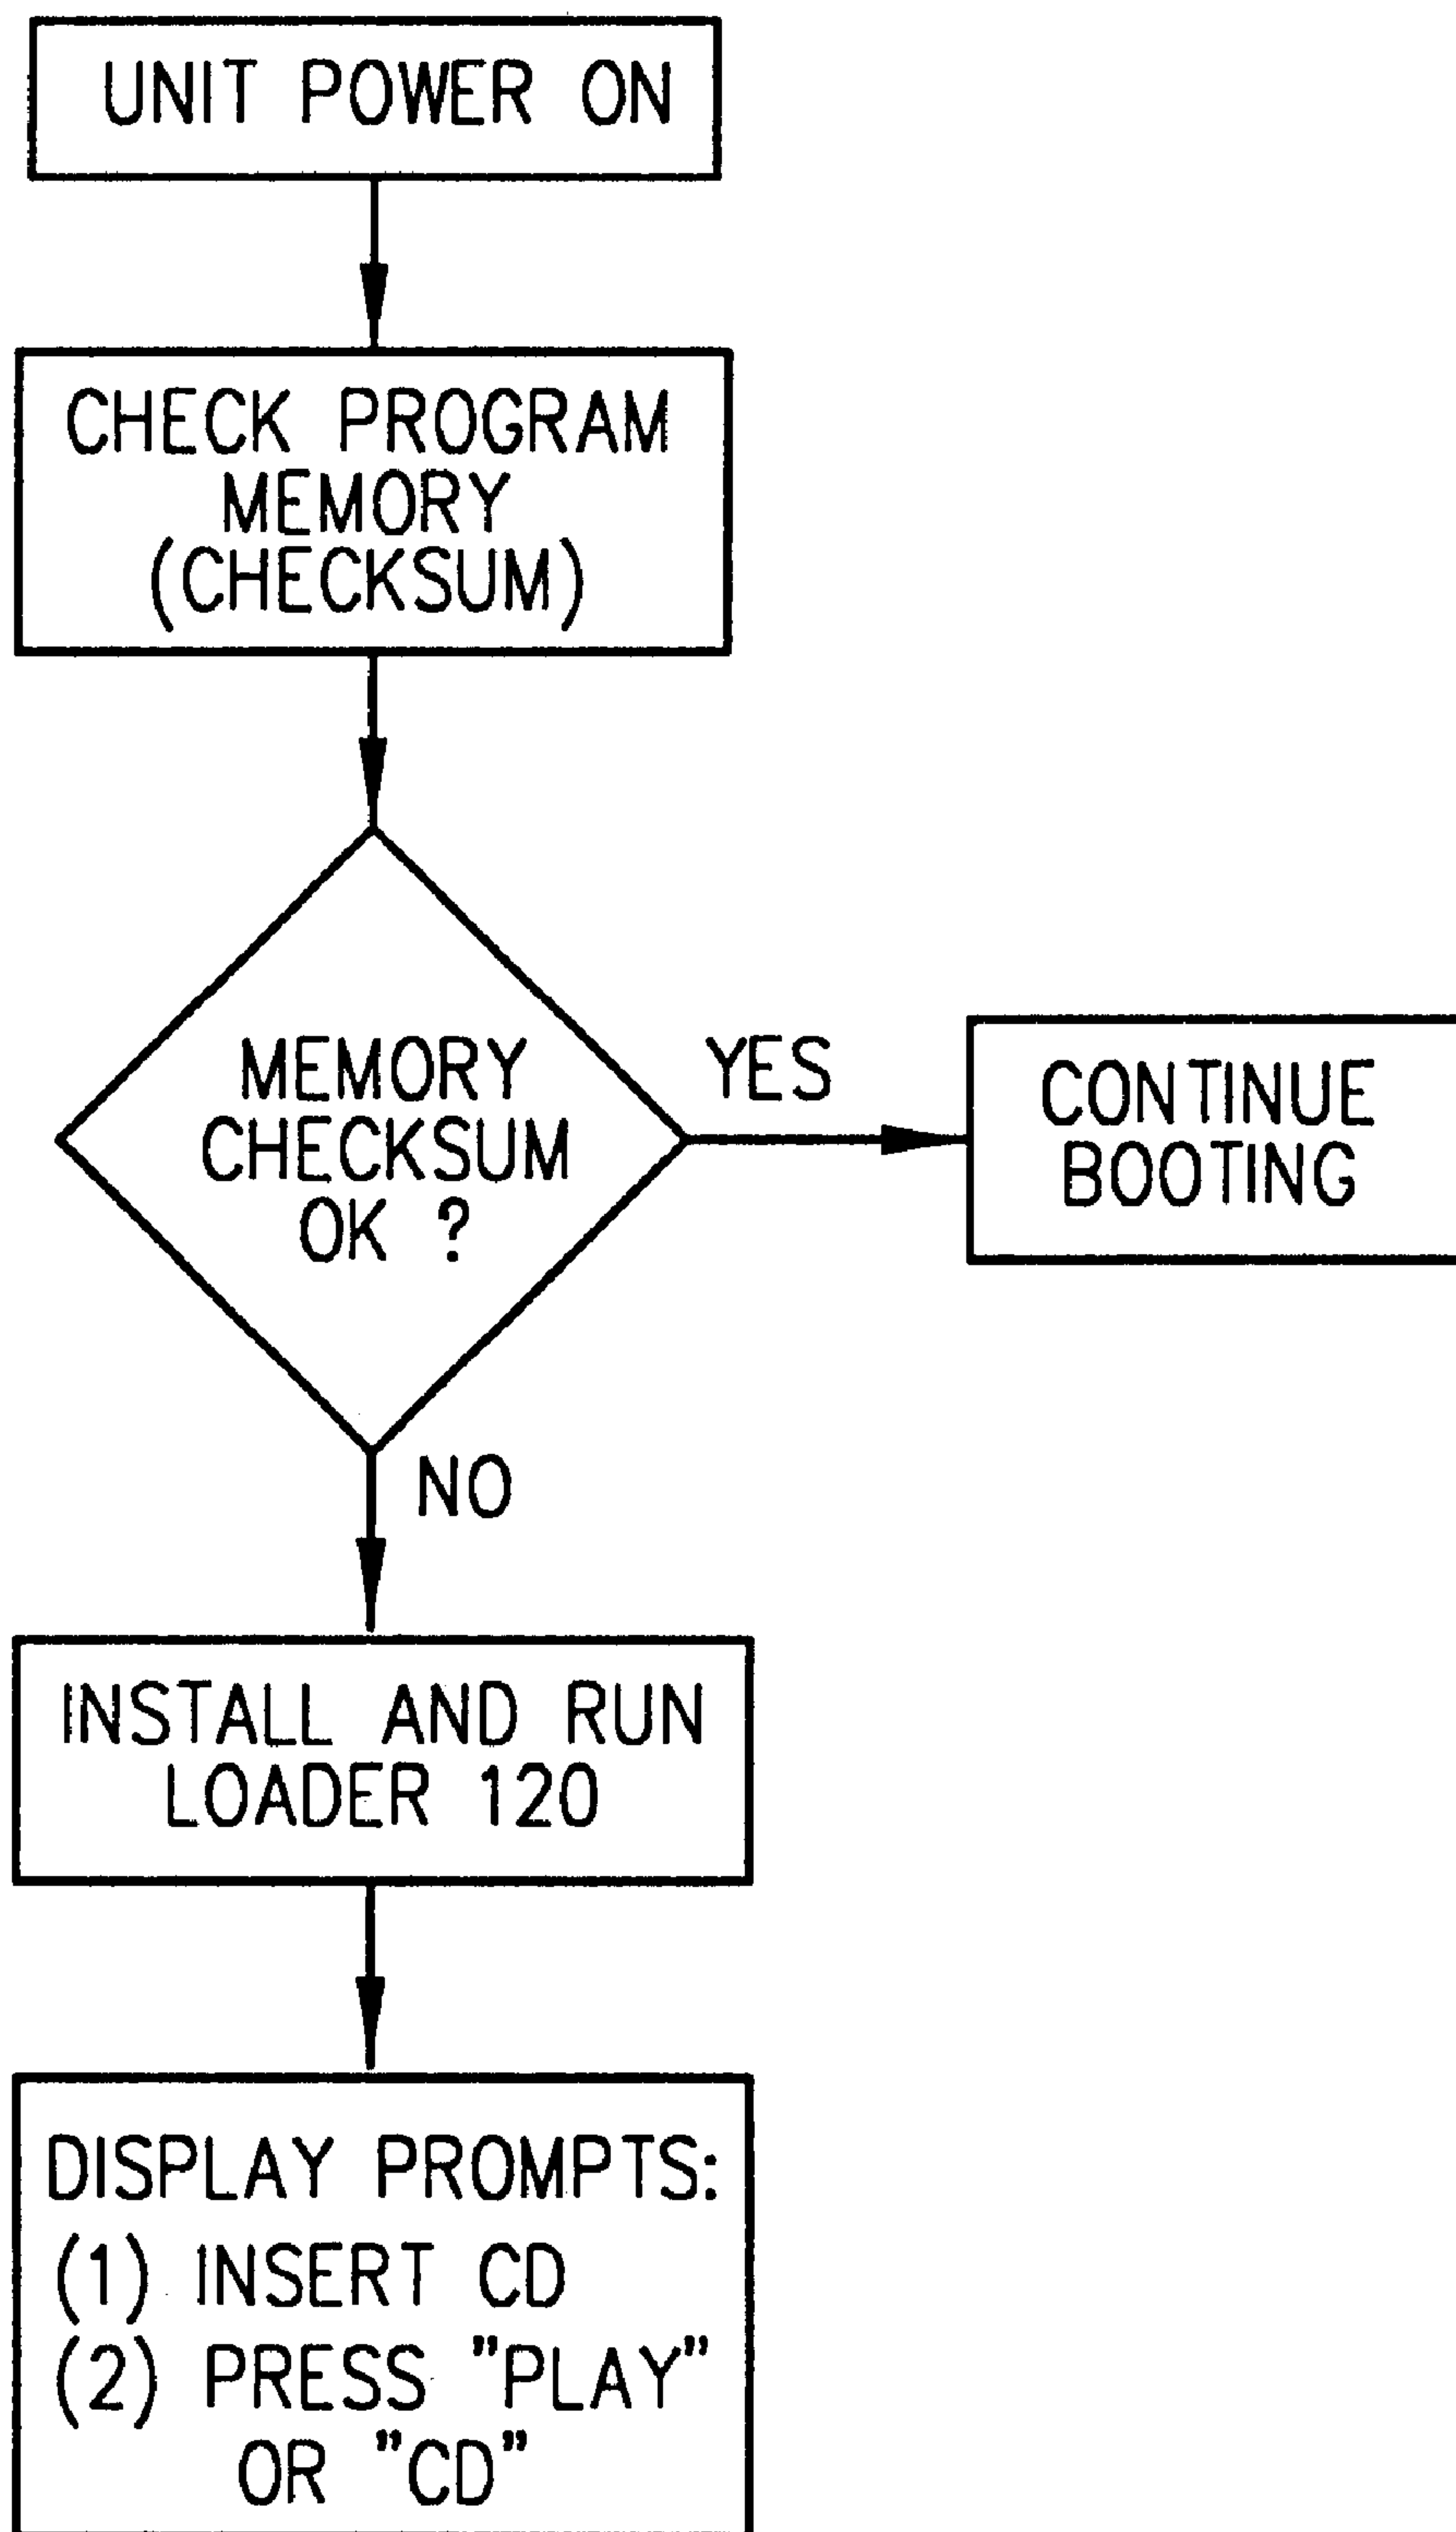 UNIT POWER ON
CHECK PROGRAM
MEMORY
(CHECKSUM)
MEMORY
CHECKSUM
OK ?
YES
CONTINUE
BOOTING
NO
INSTALL AND RUN
LOADER 120
DISPLAY PROMPTS:
(1) INSERT CD
(2) PRESS "PLAY"
OR "CD"